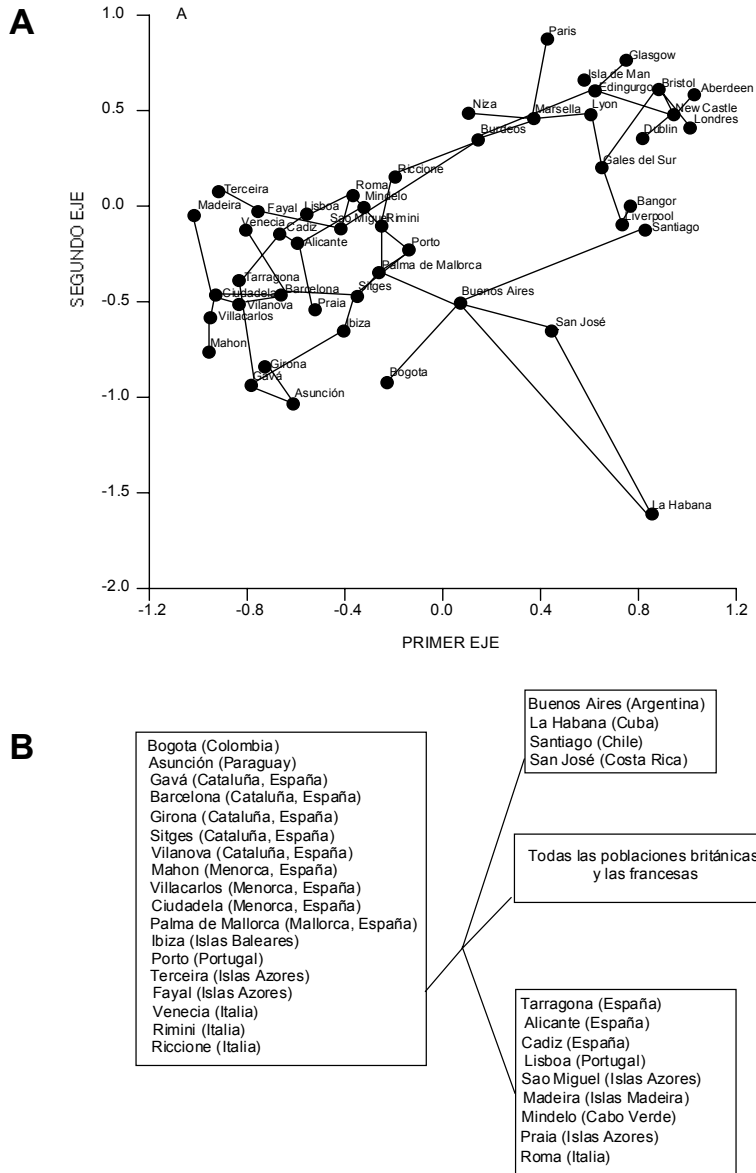 A
A
1.0
0.5
0.0
-0.5
-1.0
-1.5
-2.0
SEGUNDO EJE
Paris
Glasgow
Isla de Man
Edingurgo
Bristol
Aberdeen
Niza
Marsella
Lyon
New Castle
Burdeos
Dublin
Londres
Riccione
Gales del Sur
Terceira
Roma
Madeira
Fayal
Lisboa
Mindelo
Bangor
Venecia
Cadiz
Sao Miguel
Rimini
Liverpool
Santiago
Alicante
Porto
Palma de Mallorca
Tarragona
Ciudadela
Barcelona
Sitges
Buenos Aires
Vilanova
Praia
Villacarlos
Ibiza
San José
Mahon
Girona
Gavá
Bogota
Asunción
La Habana
-1.2
-0.8
-0.4
0.0
0.4
0.8
1.2
PRIMER EJE
B
Bogota (Colombia)
Asunción (Paraguay)
Gavá (Cataluña, España)
Barcelona (Cataluña, España)
Girona (Cataluña, España)
Sitges (Cataluña, España)
Vilanova (Cataluña, España)
Mahon (Menorca, España)
Villacarlos (Menorca, España)
Ciudadela (Menorca, España)
Palma de Mallorca (Mallorca, España)
Ibiza (Islas Baleares)
Porto (Portugal)
Terceira (Islas Azores)
Fayal (Islas Azores)
Venecia (Italia)
Rimini (Italia)
Riccione (Italia)
Buenos Aires (Argentina)
La Habana (Cuba)
Santiago (Chile)
San José (Costa Rica)
Todas las poblaciones británicas
y las francesas
Tarragona (España)
Alicante (España)
Cadiz (España)
Lisboa (Portugal)
Sao Miguel (Islas Azores)
Madeira (Islas Madeira)
Mindelo (Cabo Verde)
Praia (Islas Azores)
Roma (Italia)